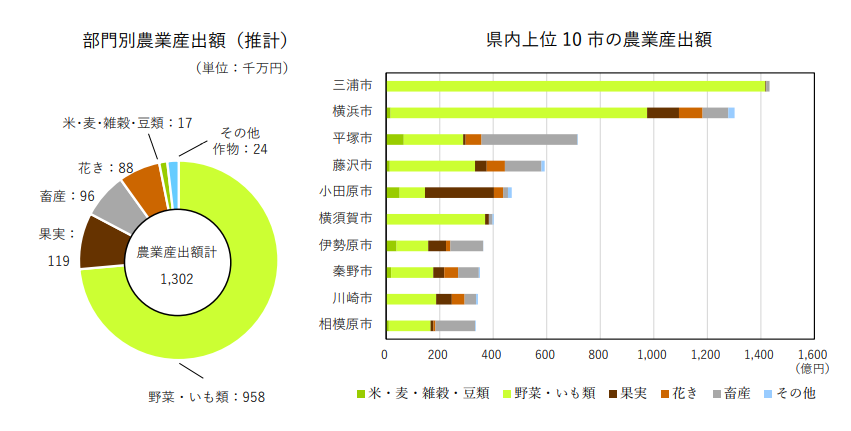 部門別農業産出額（推計）
（単位：千万円）
米･麦･雑穀･豆類：17
その他
作物：24
花き：88
畜産：96
果実：
119
農業産出額計
1,302
野菜・いも類：958
県内上位 10 市の農業産出額
三浦市
横浜市
平塚市
藤沢市
小田原市
横須賀市
伊勢原市
秦野市
川崎市
相模原市
0 200 400 600 800 1,000 1,200 1,400 1,600
（億円）
米・麦・雑穀・豆類 野菜・いも類 果実 花き 畜産 その他